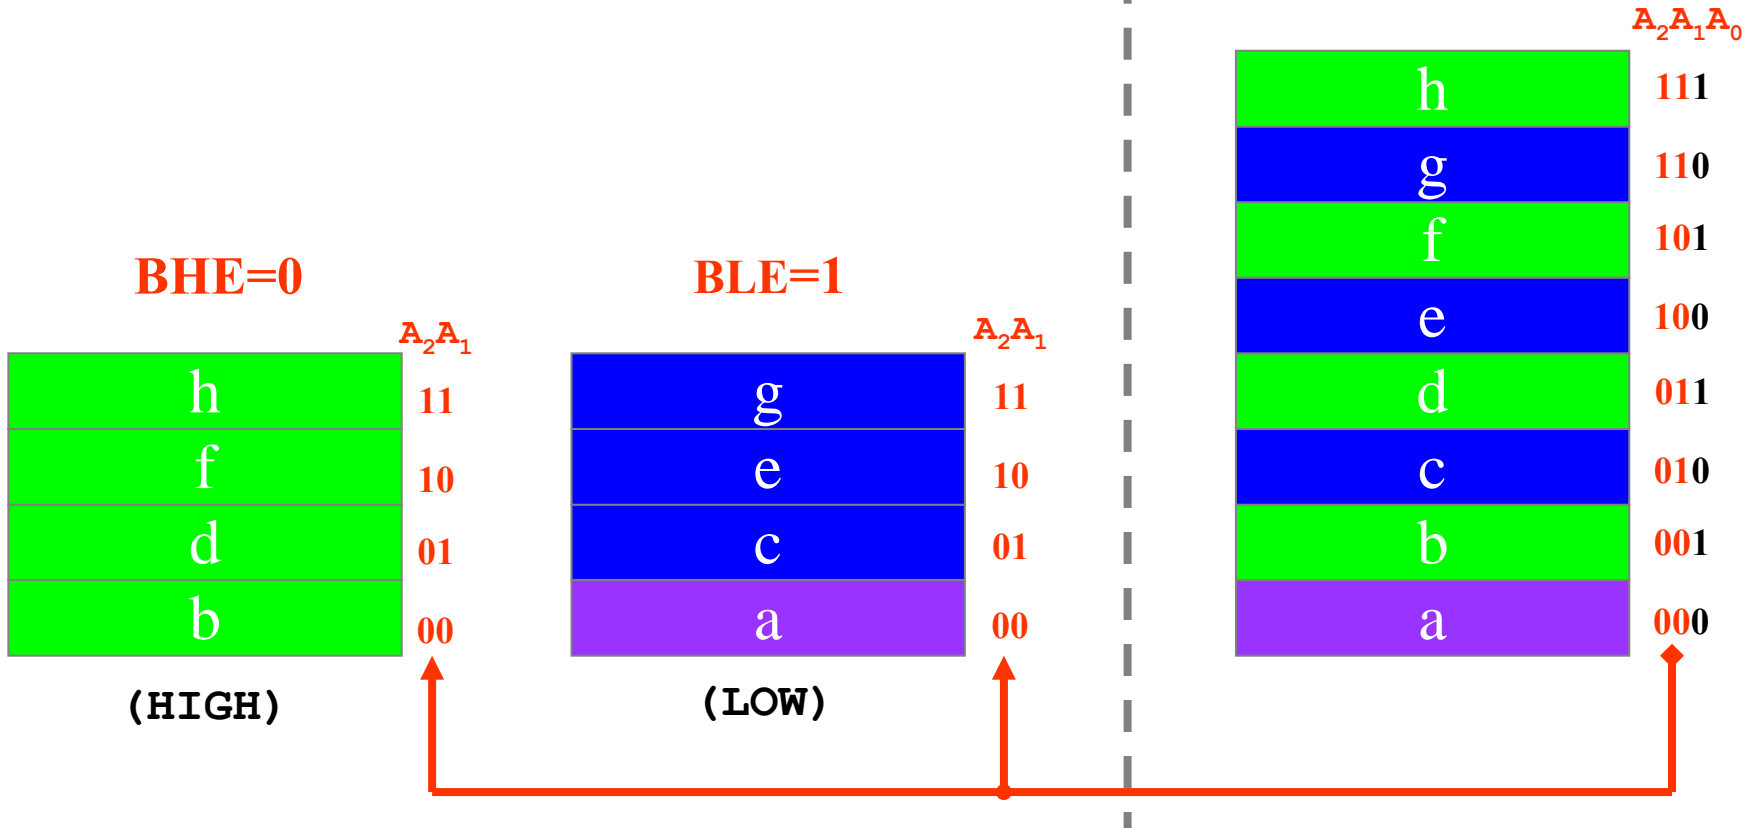 A₂A₁A₀
h 111
g 110
f 101
e 100
d 011
c 010
b 001
a 000
BHE=0
A₂A₁
h 11
f 10
d 01
b 00
(HIGH)
BLE=1
A₂A₁
g 11
e 10
c 01
a 00
(LOW)